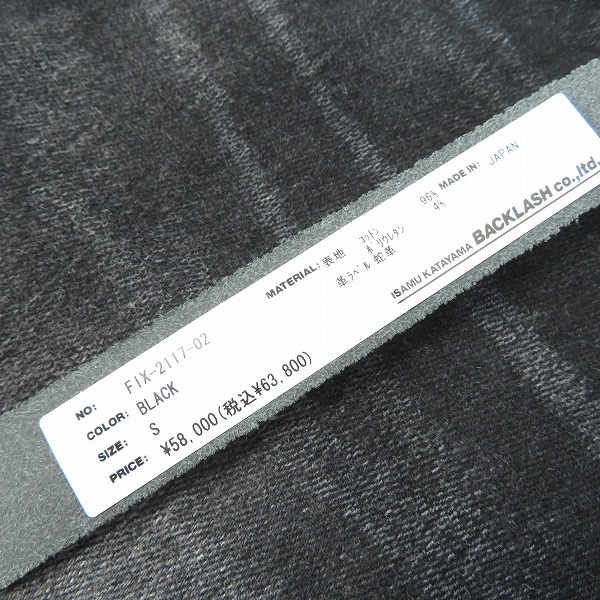 NO: FIX-2117-02
COLOR: BLACK
SIZE: S
PRICE: ¥58,000(税込¥63,800)
MATERIAL: 表地 コットン 96%
ポリウレタン 4%
革ラベル 蛇革
MADE IN: JAPAN
ISAMU KATAYAMA BACKLASH co.,ltd.